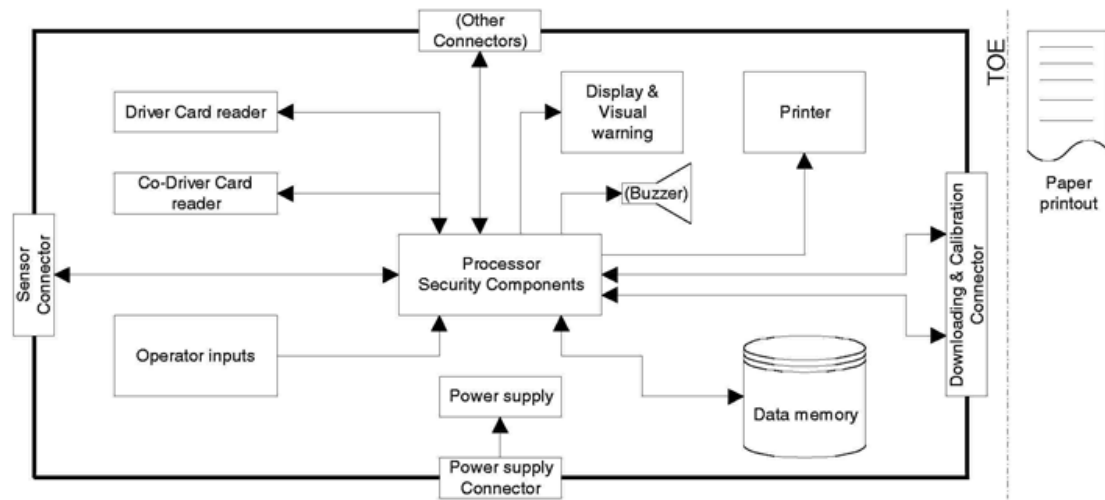 (Other
Connectors)
TOE
Driver Card reader
Display &
Visual
warning
Printer
Co-Driver Card
reader
(Buzzer)
Paper
printout
Sensor
Connector
Processor
Security Components
Downloading & Calibration
Connector
Operator inputs
Power supply
Data memory
Power supply
Connector